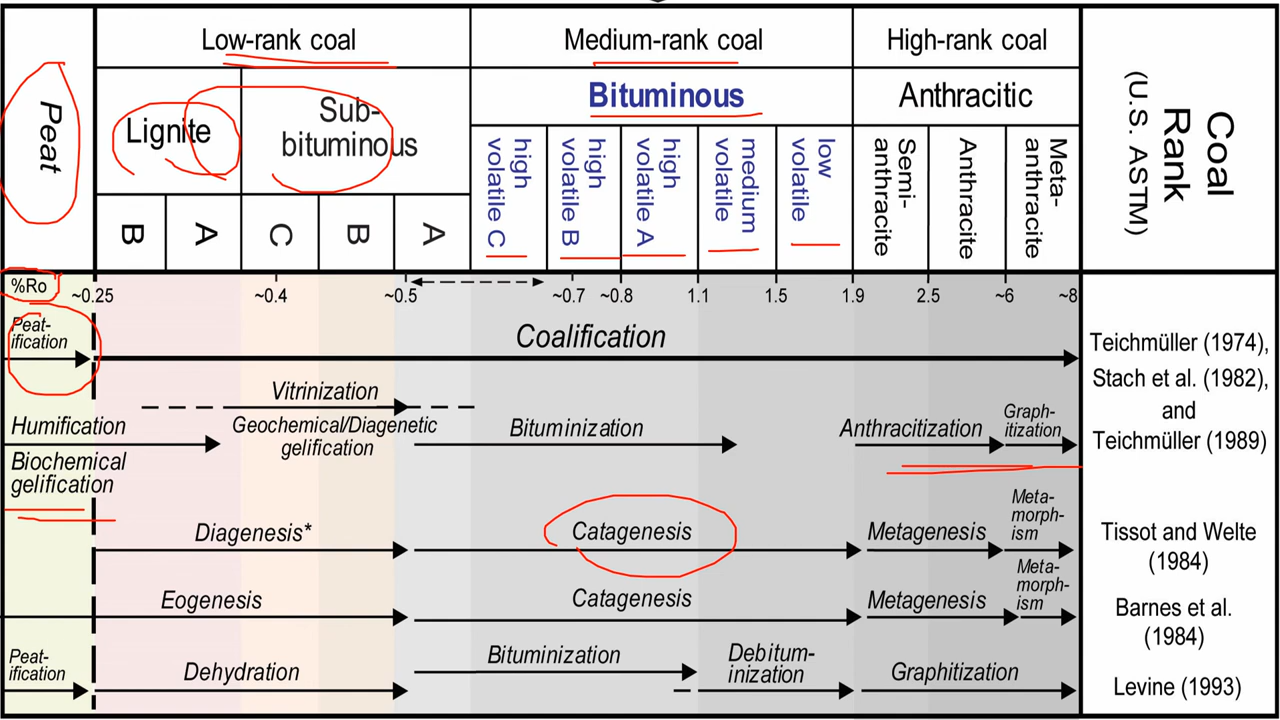 Peat
Low-rank coal
Medium-rank coal
High-rank coal
Lignite
Sub-
bituminous
Bituminous
Anthracitic
B
A
C
B
A
high
volatile C
high
volatile B
high
volatile A
medium
volatile
low
volatile
Semi-
anthracite
Anthracite
Meta-
anthracite
Coal
Rank
(U.S. ASTM)
%Ro
~0.25
~0.4
~0.5
~0.7
~0.8
1.1
1.5
1.9
2.5
~6
~8
Peat-
ification
Coalification
Vitrinization
Humification
Geochemical/Diagenetic
gelification
Bituminization
Anthracitization
Graph-
itization
Biochemical
gelification
Teichmüller (1974),
Stach et al. (1982),
and
Teichmüller (1989)
Diagenesis*
Catagenesis
Metagenesis
Meta-
morph-
ism
Tissot and Welte
(1984)
Eogenesis
Catagenesis
Metagenesis
Meta-
morph-
ism
Barnes et al.
(1984)
Peat-
ification
Dehydration
Bituminization
Debitum-
inization
Graphitization
Levine (1993)